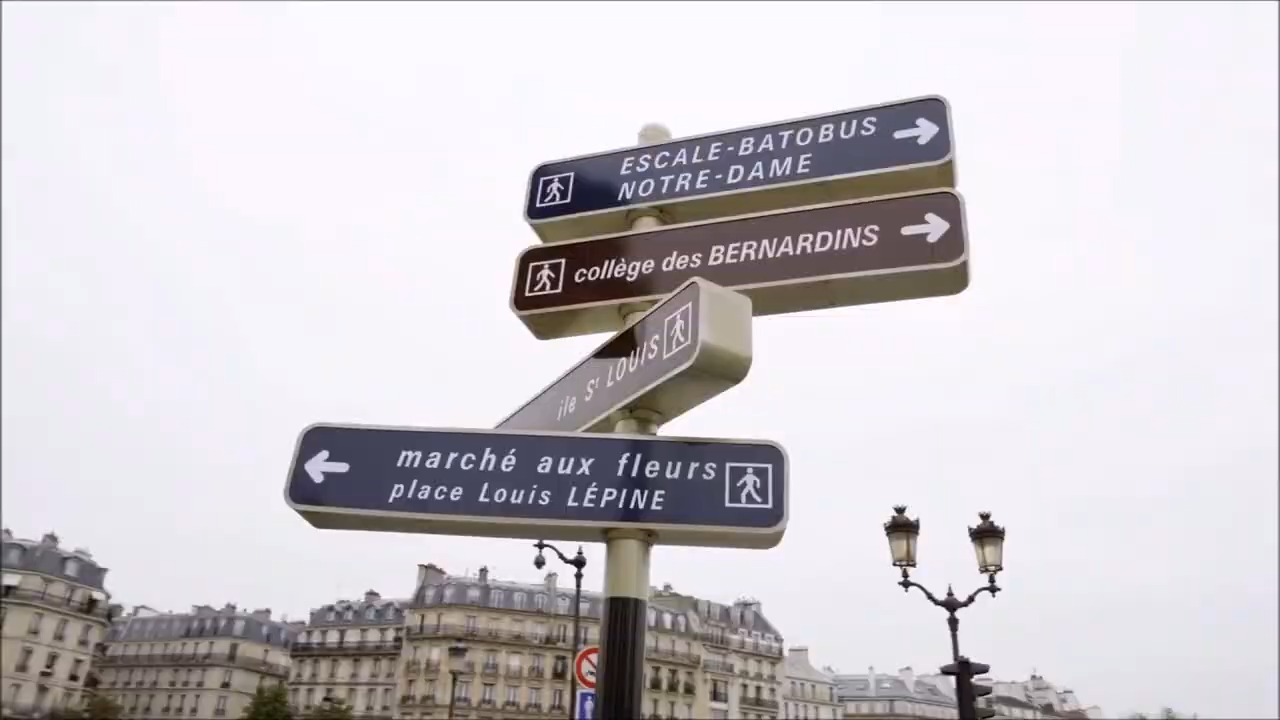 ESCALE-BATOBUS
NOTRE-DAME
collège des BERNARDINS
île St LOUIS
marché aux fleurs
place Louis LÉPINE